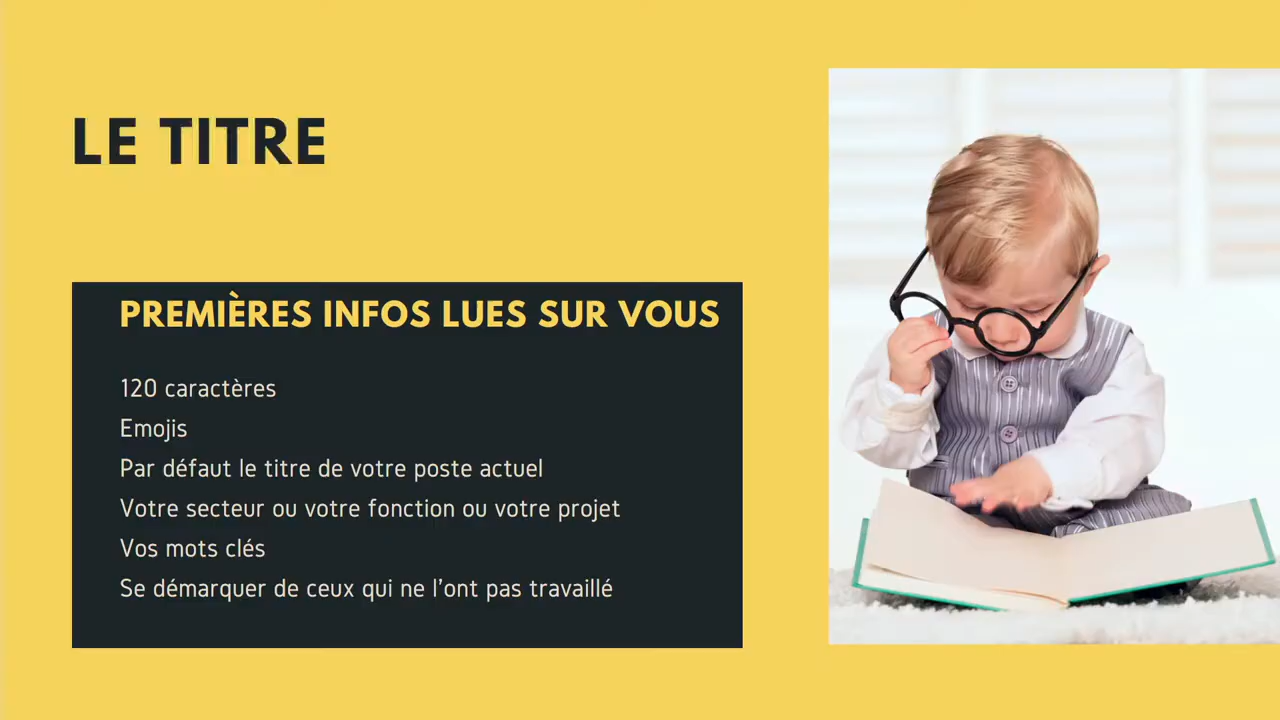 LE TITRE
PREMIÈRES INFOS LUES SUR VOUS
120 caractères
Emojis
Par défaut le titre de votre poste actuel
Votre secteur ou votre fonction ou votre projet
Vos mots clés
Se démarquer de ceux qui ne l’ont pas travaillé